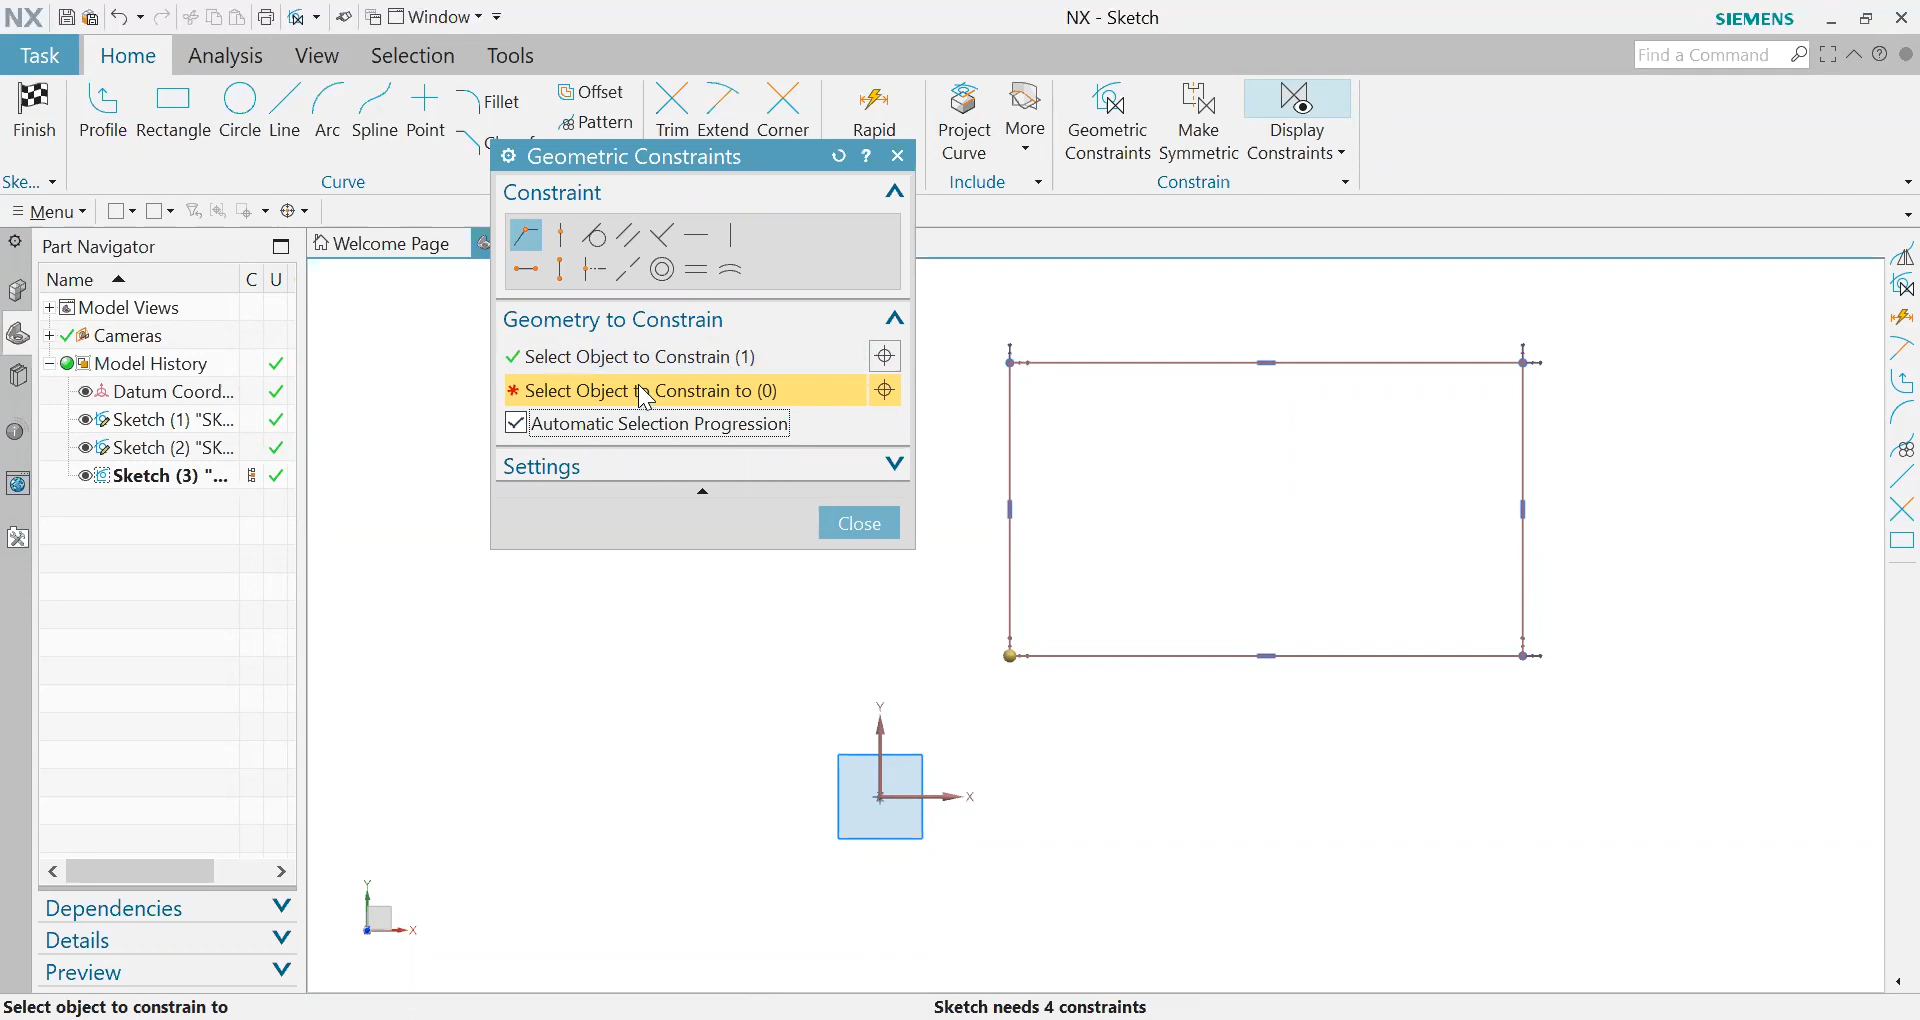 NX
Window
NX - Sketch
SIEMENS
Task
Home
Analysis
View
Selection
Tools
Find a Command
Finish
Profile
Rectangle
Circle
Line
Arc
Spline
Point
Fillet
Offset
Pattern
Trim
Extend
Corner
Rapid
Project
Curve
More
Geometric
Constraints
Make
Symmetric
Display
Constraints
Ske...
Curve
Include
Constrain
Menu
Geometric Constraints
Constraint
Geometry to Constrain
Select Object to Constrain (1)
* Select Object to Constrain to (0)
Automatic Selection Progression
Settings
Close
Part Navigator
Welcome Page
Name
C
U
Model Views
Cameras
Model History
Datum Coord...
Sketch (1) "SK...
Sketch (2) "SK...
Sketch (3) "...
Dependencies
Details
Preview
Y
X
Y
X
Select object to constrain to
Sketch needs 4 constraints